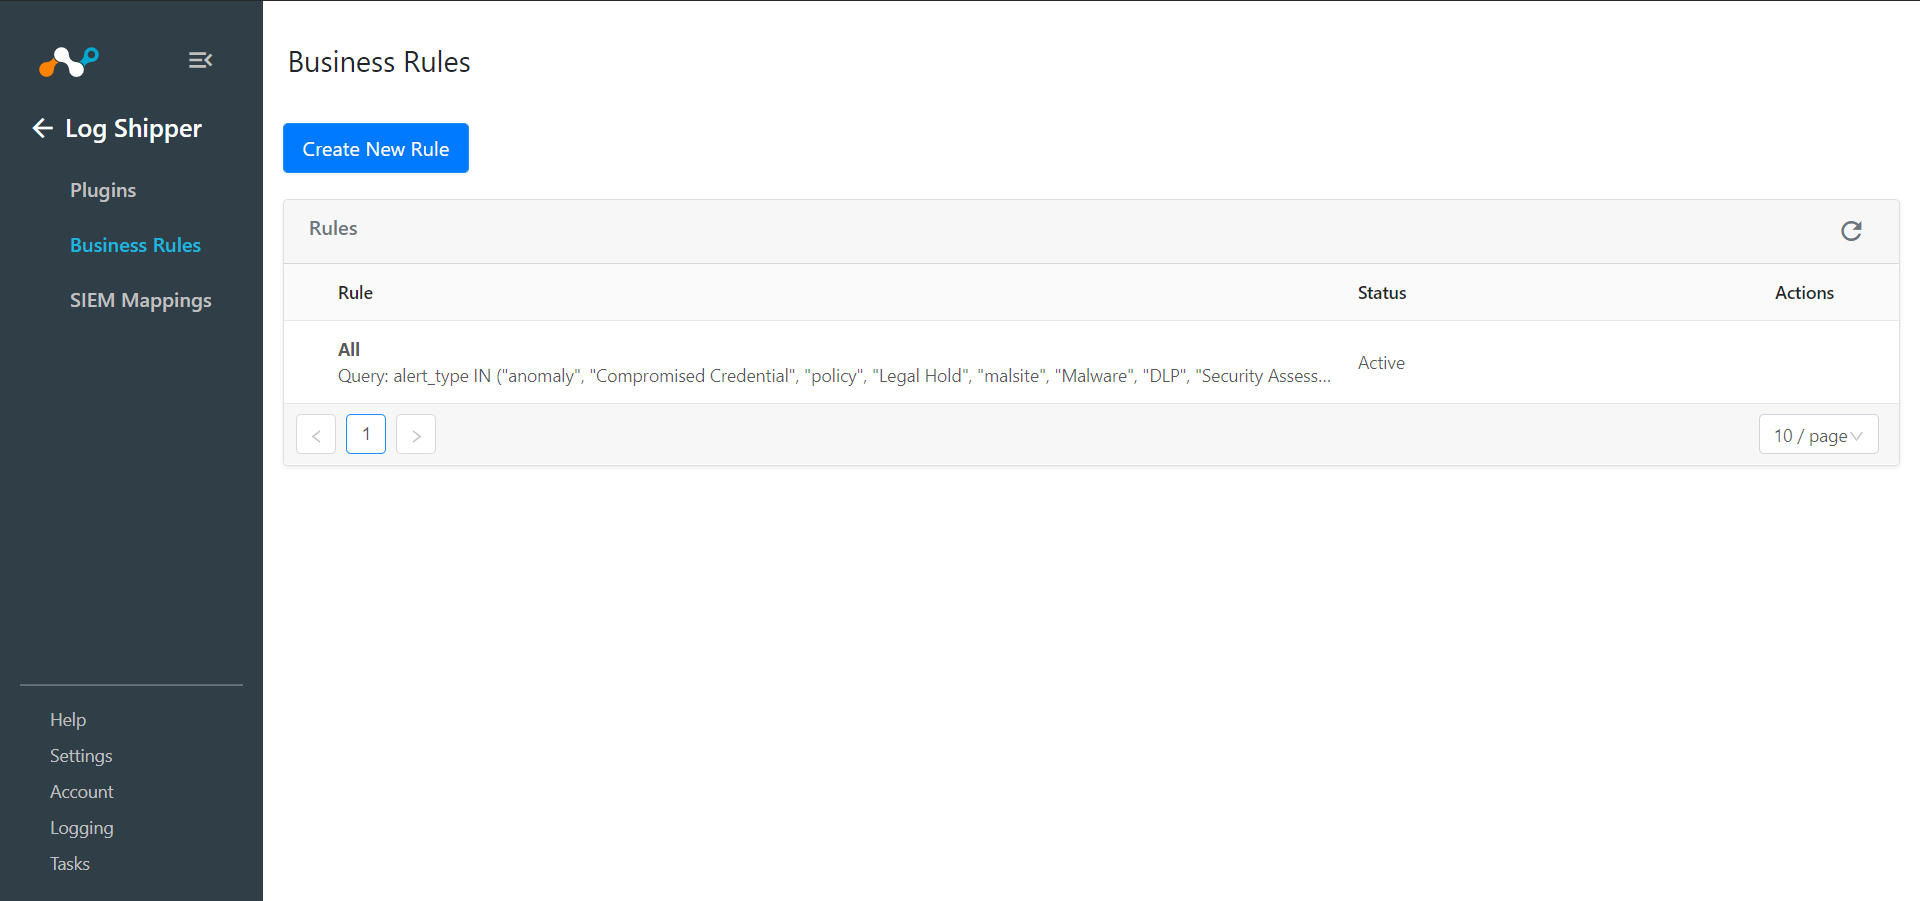 Log Shipper
Plugins
Business Rules
SIEM Mappings
Help
Settings
Account
Logging
Tasks
Business Rules
Create New Rule
Rules
Rule Status Actions
All
Query: alert_type IN ("anomaly", "Compromised Credential", "policy", "Legal Hold", "malsite", "Malware", "DLP", "Security Assess...
Active
< 1 >
10 / page